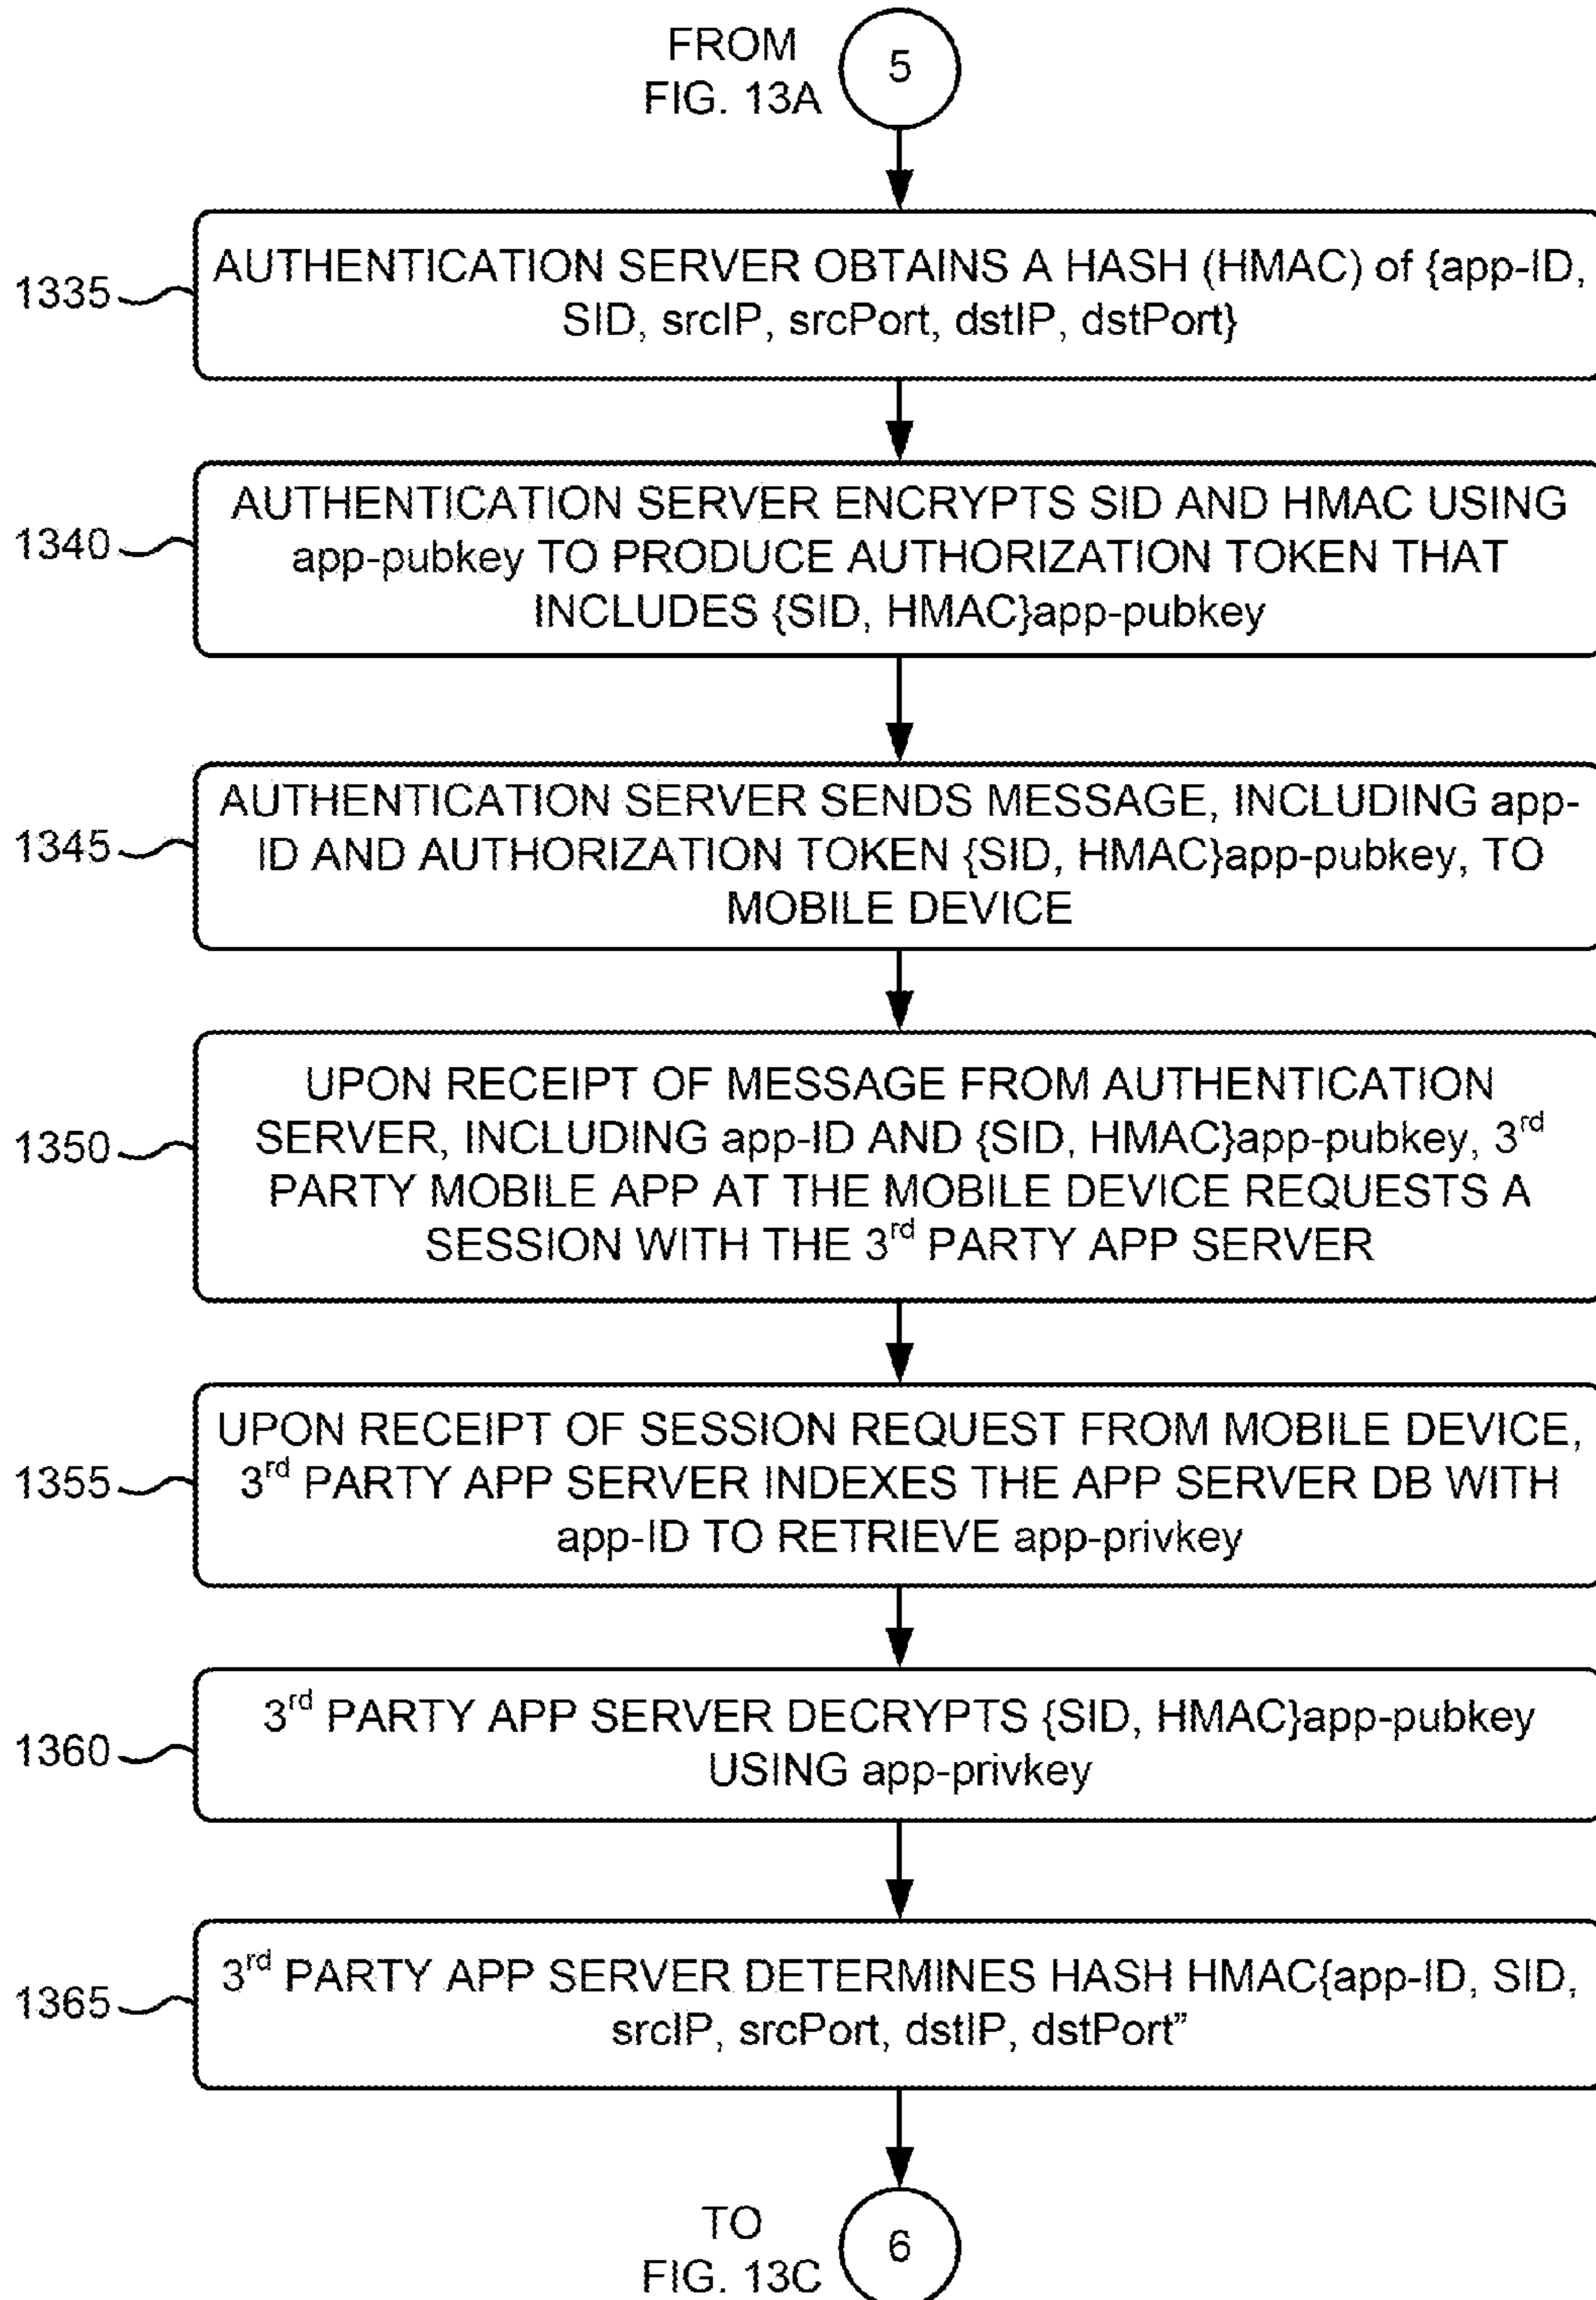 FROM
FIG. 13A
5
1335
AUTHENTICATION SERVER OBTAINS A HASH (HMAC) of {app-ID,
SID, srcIP, srcPort, dstIP, dstPort}
1340
AUTHENTICATION SERVER ENCRYPTS SID AND HMAC USING
app-pubkey TO PRODUCE AUTHORIZATION TOKEN THAT
INCLUDES {SID, HMAC}app-pubkey
1345
AUTHENTICATION SERVER SENDS MESSAGE, INCLUDING app-
ID AND AUTHORIZATION TOKEN {SID, HMAC}app-pubkey, TO
MOBILE DEVICE
1350
UPON RECEIPT OF MESSAGE FROM AUTHENTICATION
SERVER, INCLUDING app-ID AND {SID, HMAC}app-pubkey, 3rd
PARTY MOBILE APP AT THE MOBILE DEVICE REQUESTS A
SESSION WITH THE 3rd PARTY APP SERVER
1355
UPON RECEIPT OF SESSION REQUEST FROM MOBILE DEVICE,
3rd PARTY APP SERVER INDEXES THE APP SERVER DB WITH
app-ID TO RETRIEVE app-privkey
1360
3rd PARTY APP SERVER DECRYPTS {SID, HMAC}app-pubkey
USING app-privkey
1365
3rd PARTY APP SERVER DETERMINES HASH HMAC{app-ID, SID,
srcIP, srcPort, dstIP, dstPort”
TO
FIG. 13C
6